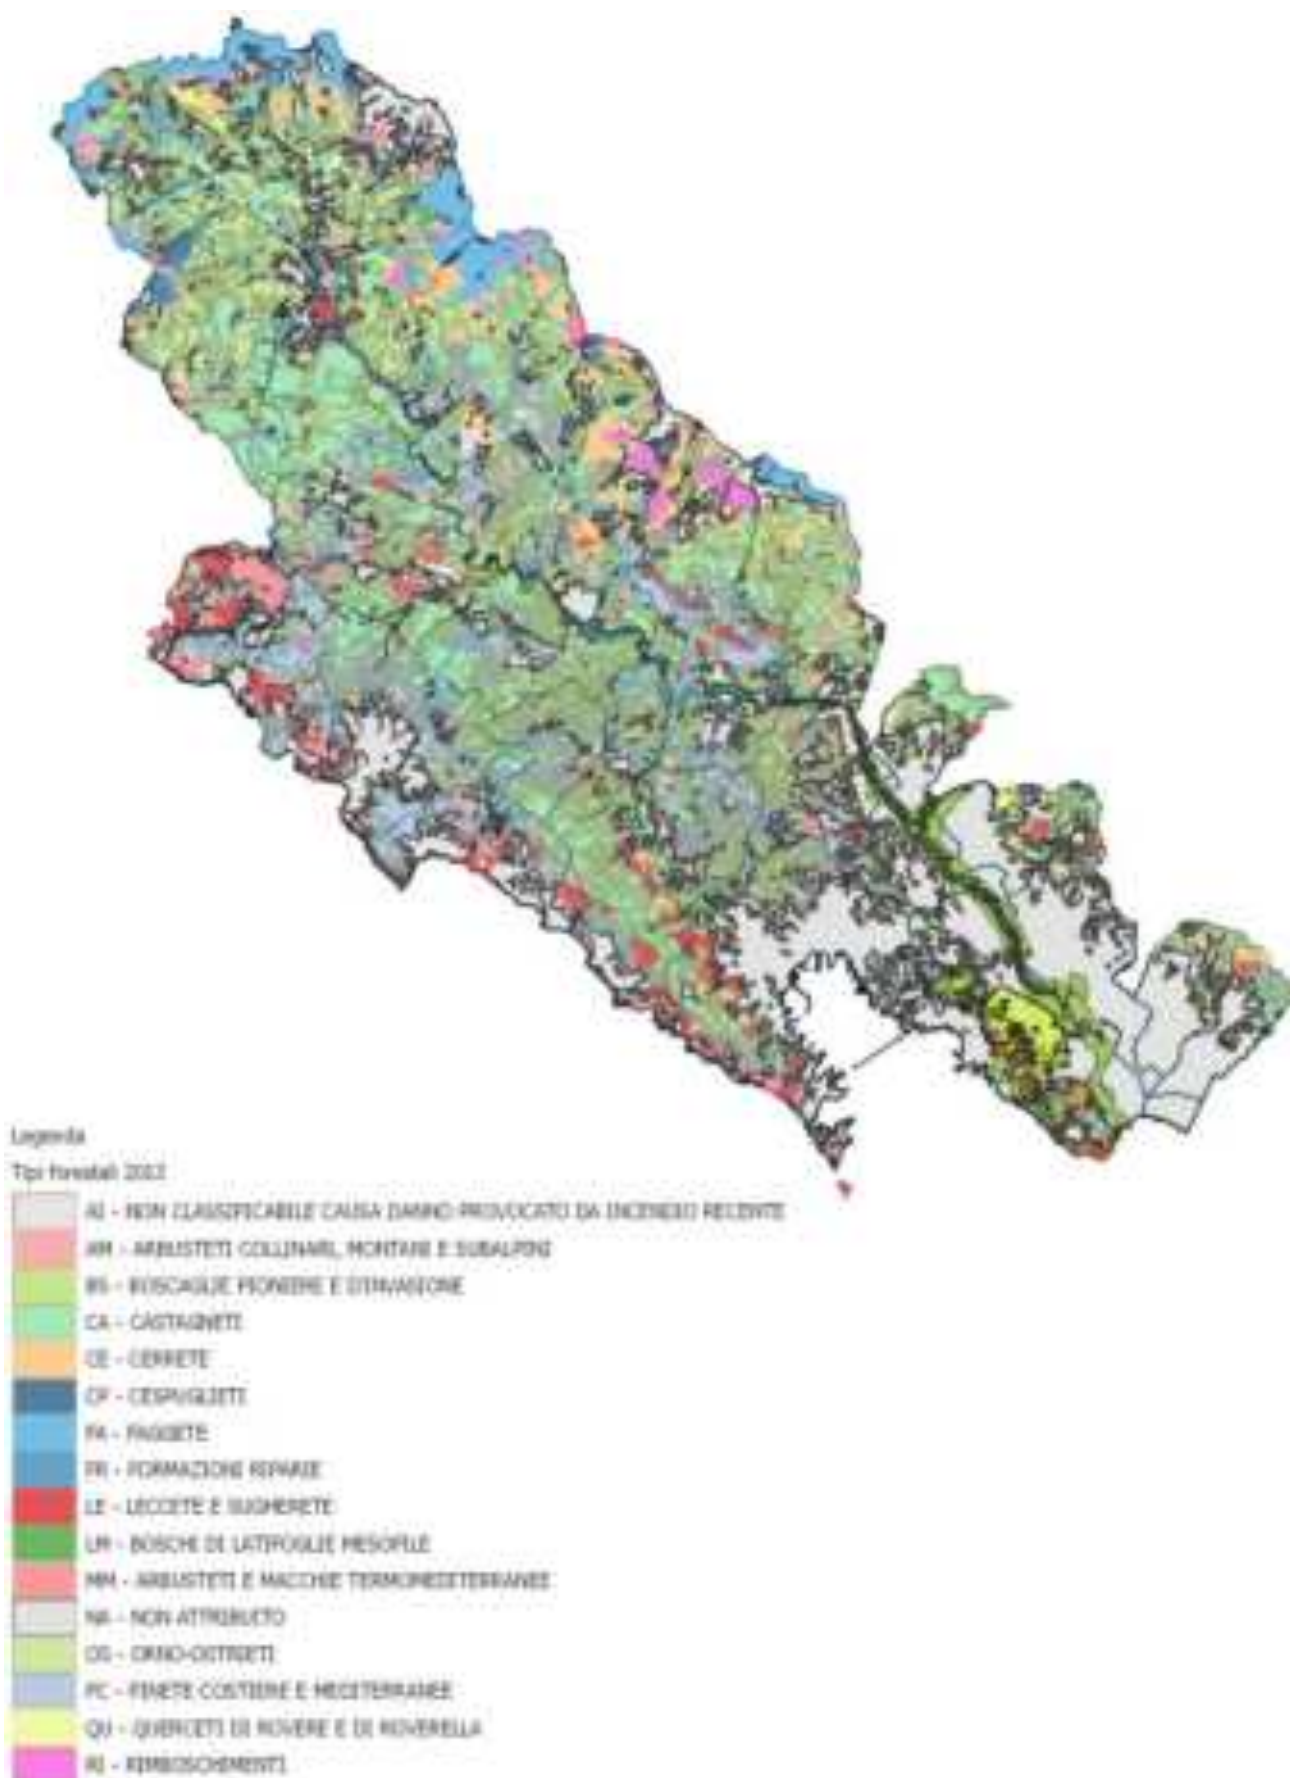 Legenda
Tipi forestali 2012
AI - NON CLASSIFICABILE CAUSA DANNO PROVOCATO DA INCENDIO RECENTE
AM - ARBUSTETI COLLINARI, MONTANI E SUBALPINI
BS - BOSCAGLIE PIONIERE E D'INVASIONE
CA - CASTAGNETI
CE - CERRETE
CP - CESPUGLIETI
FA - FAGGETE
FR - FORMAZIONI RIPARIE
LE - LECCETE E SUGHERETE
LM - BOSCHI DI LATIFOGLIE MESOFILE
MM - ARBUSTETI E MACCHIE TERMOMEDITERRANEE
NA - NON ATTRIBUITO
OS - ORNO-OSTRIETI
PC - PINETE COSTIERE E MEDITERRANEE
QU - QUERCETI DI ROVERE E DI ROVERELLA
RI - RIMBOSCHIMENTI